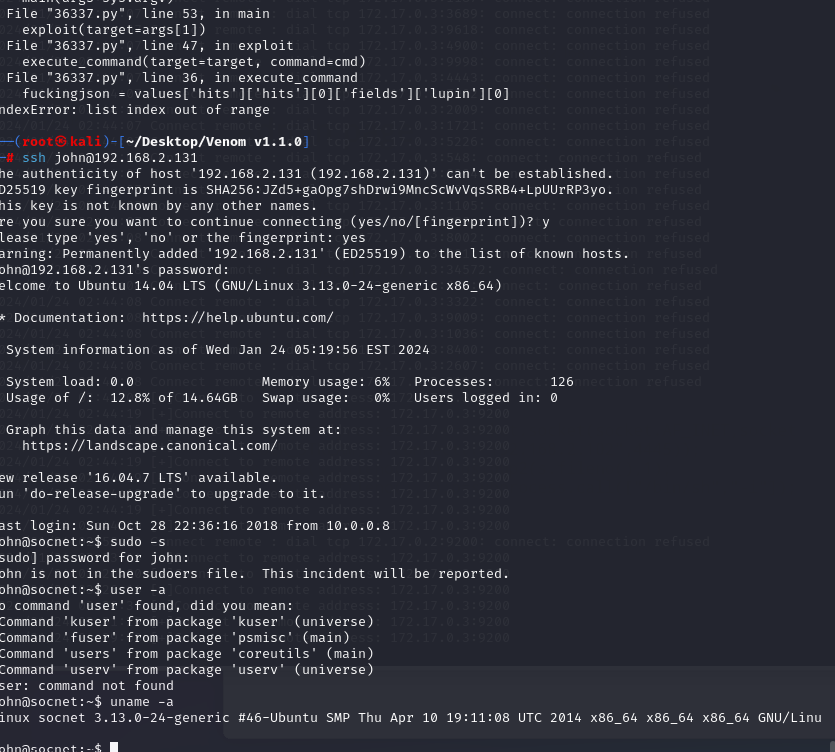 main(args=sys.argv)
File "36337.py", line 53, in main
exploit(target=args[1])
File "36337.py", line 47, in exploit
execute_command(target=target, command=cmd)
File "36337.py", line 36, in execute_command
fuckingjson = values['hits']['hits'][0]['fields']['lupin'][0]
ndexError: list index out of range
(root㉿kali)-[~/Desktop/Venom v1.1.0]
# ssh john@192.168.2.131
he authenticity of host '192.168.2.131 (192.168.2.131)' can't be established.
D25519 key fingerprint is SHA256:JZd5+gaOpg7shDrwi9MncScWvVqsSRB4+LpUUrRP3yo.
his key is not known by any other names.
re you sure you want to continue connecting (yes/no/[fingerprint])? y
lease type 'yes', 'no' or the fingerprint: yes
arning: Permanently added '192.168.2.131' (ED25519) to the list of known hosts.
ohn@192.168.2.131's password:
elcome to Ubuntu 14.04 LTS (GNU/Linux 3.13.0-24-generic x86_64)
* Documentation:  https://help.ubuntu.com/
System information as of Wed Jan 24 05:19:56 EST 2024
System load: 0.0   Memory usage: 6%   Processes: 126
Usage of /: 12.8% of 14.64GB   Swap usage: 0%   Users logged in: 0
Graph this data and manage this system at:
https://landscape.canonical.com/
ew release '16.04.7 LTS' available.
un 'do-release-upgrade' to upgrade to it.
ast login: Sun Oct 28 22:36:16 2018 from 10.0.0.8
ohn@socnet:~$ sudo -s
sudo] password for john:
ohn is not in the sudoers file.  This incident will be reported.
ohn@socnet:~$ user -a
o command 'user' found, did you mean:
Command 'kuser' from package 'kuser' (universe)
Command 'fuser' from package 'psmisc' (main)
Command 'users' from package 'coreutils' (main)
Command 'userv' from package 'userv' (universe)
ser: command not found
ohn@socnet:~$ uname -a
inux socnet 3.13.0-24-generic #46-Ubuntu SMP Thu Apr 10 19:11:08 UTC 2014 x86_64 x86_64 x86_64 GNU/Linu
ohn@socnet:~$